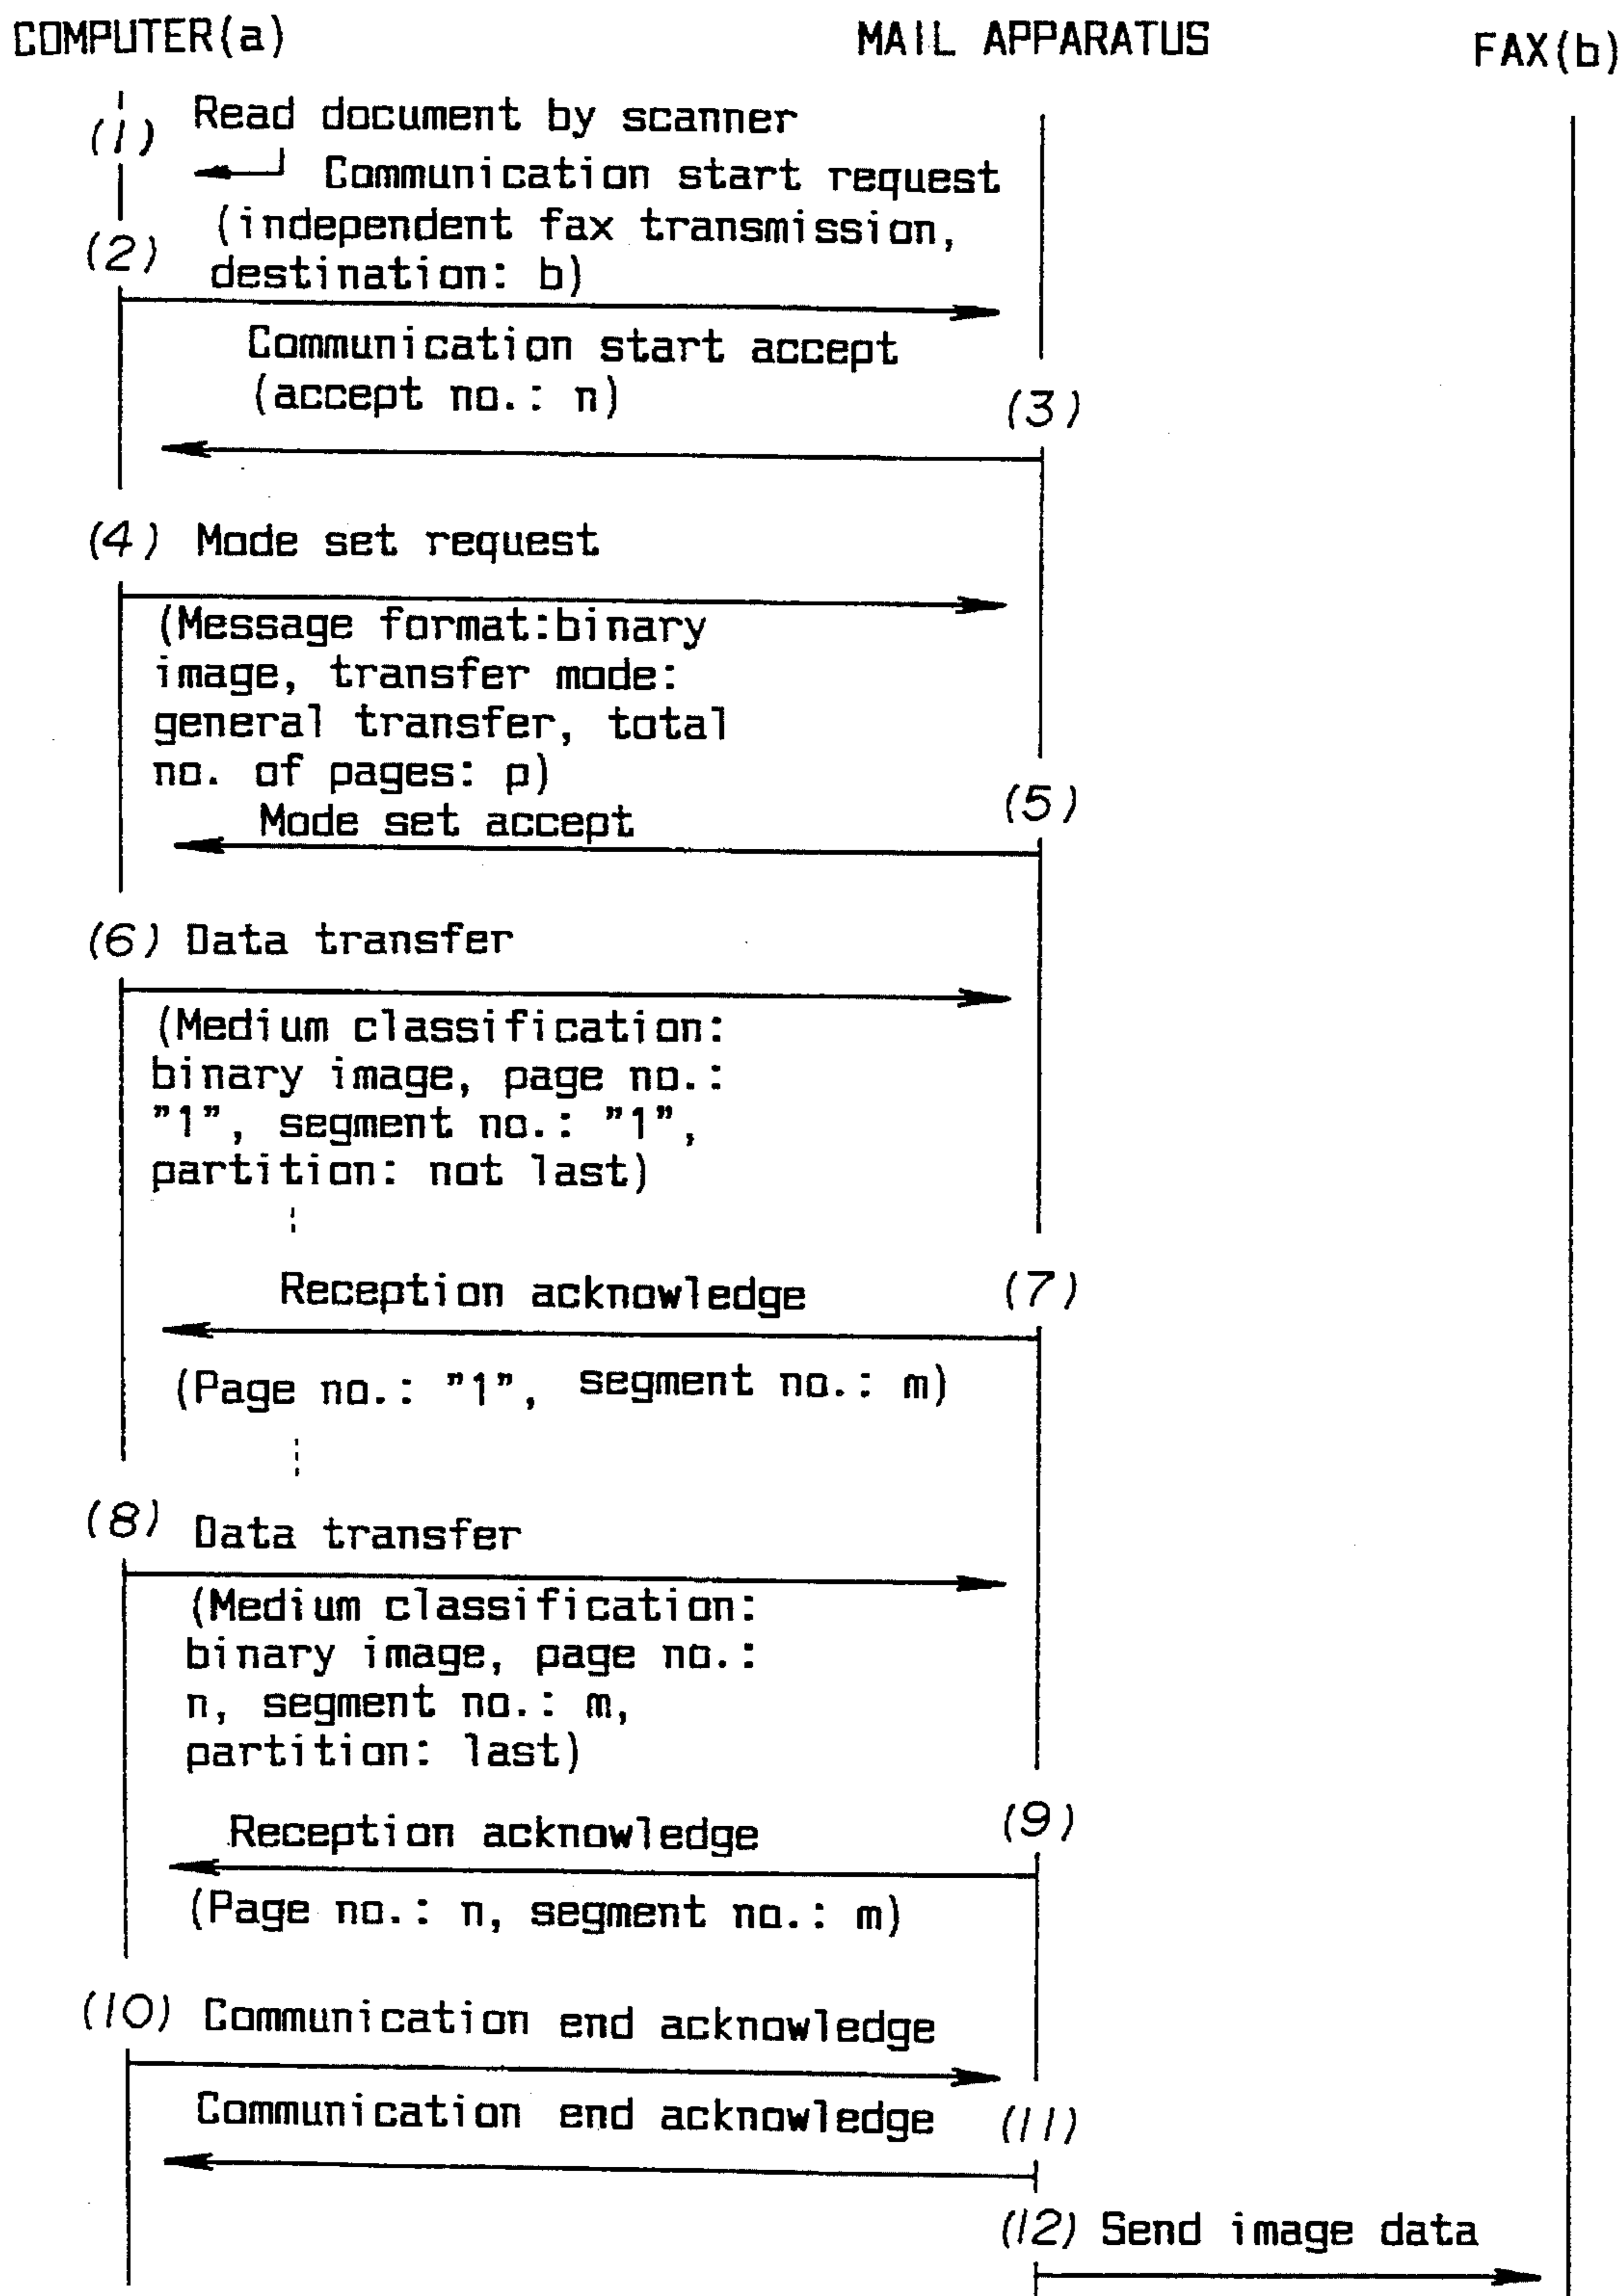 COMPUTER(a) MAIL APPARATUS FAX(b)
(1) Read document by scanner
Communication start request
(independent fax transmission,
(2) destination: b)
Communication start accept
(accept no.: n) (3)
(4) Mode set request
(Message format:binary
image, transfer mode:
general transfer, total
no. of pages: p)
(5)
Mode set accept
(6) Data transfer
(Medium classification:
binary image, page no.:
"1", segment no.: "1",
partition: not last)
Reception acknowledge (7)
(Page no.: "1", segment no.: m)
(8) Data transfer
(Medium classification:
binary image, page no.:
n, segment no.: m,
partition: last)
Reception acknowledge (9)
(Page no.: n, segment no.: m)
(10) Communication end acknowledge
Communication end acknowledge (11)
(12) Send image data